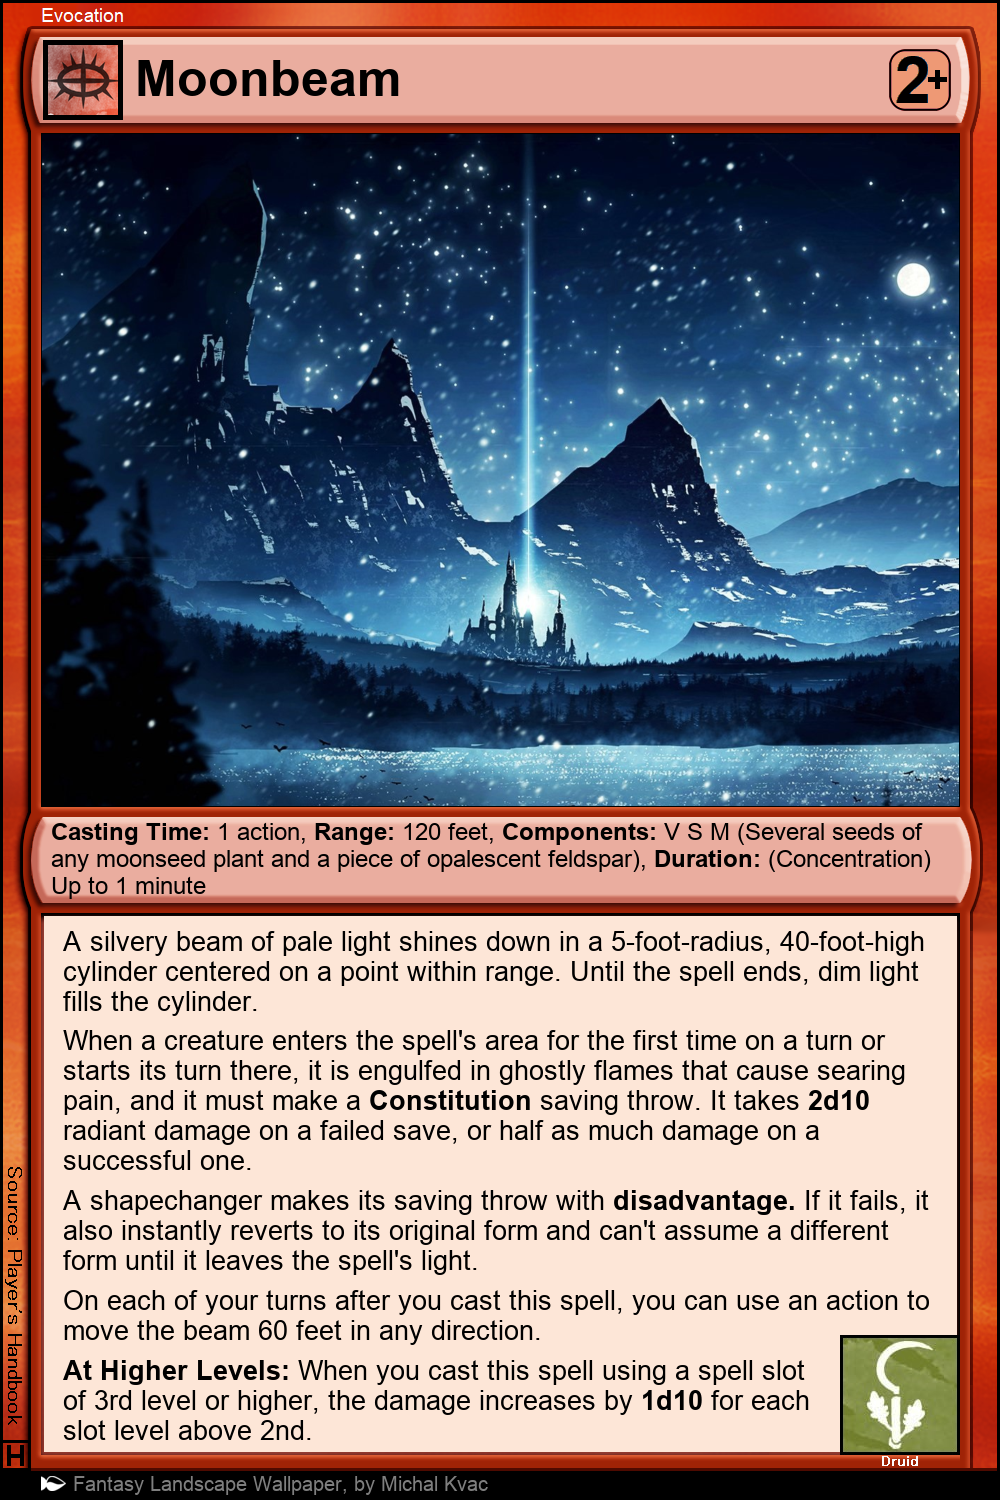 Evocation
Moonbeam
2+
Casting Time: 1 action, Range: 120 feet, Components: V S M (Several seeds of
any moonseed plant and a piece of opalescent feldspar), Duration: (Concentration)
Up to 1 minute
A silvery beam of pale light shines down in a 5-foot-radius, 40-foot-high
cylinder centered on a point within range. Until the spell ends, dim light
fills the cylinder.
When a creature enters the spell's area for the first time on a turn or
starts its turn there, it is engulfed in ghostly flames that cause searing
pain, and it must make a Constitution saving throw. It takes 2d10
radiant damage on a failed save, or half as much damage on a
successful one.
A shapechanger makes its saving throw with disadvantage. If it fails, it
also instantly reverts to its original form and can't assume a different
form until it leaves the spell's light.
On each of your turns after you cast this spell, you can use an action to
move the beam 60 feet in any direction.
At Higher Levels: When you cast this spell using a spell slot
of 3rd level or higher, the damage increases by 1d10 for each
slot level above 2nd.
Druid
Source: Player's Handbook
H
Fantasy Landscape Wallpaper, by Michal Kvac